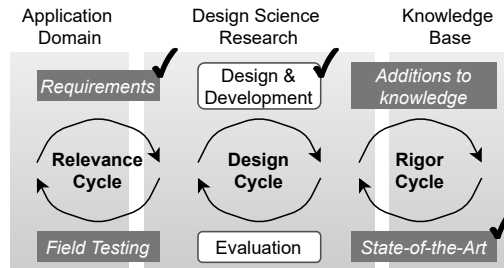 Application
Domain
Design Science
Research
Knowledge
Base
Requirements
Design &
Development
Additions to
knowledge
Relevance
Cycle
Design
Cycle
Rigor
Cycle
Field Testing
Evaluation
State-of-the-Art